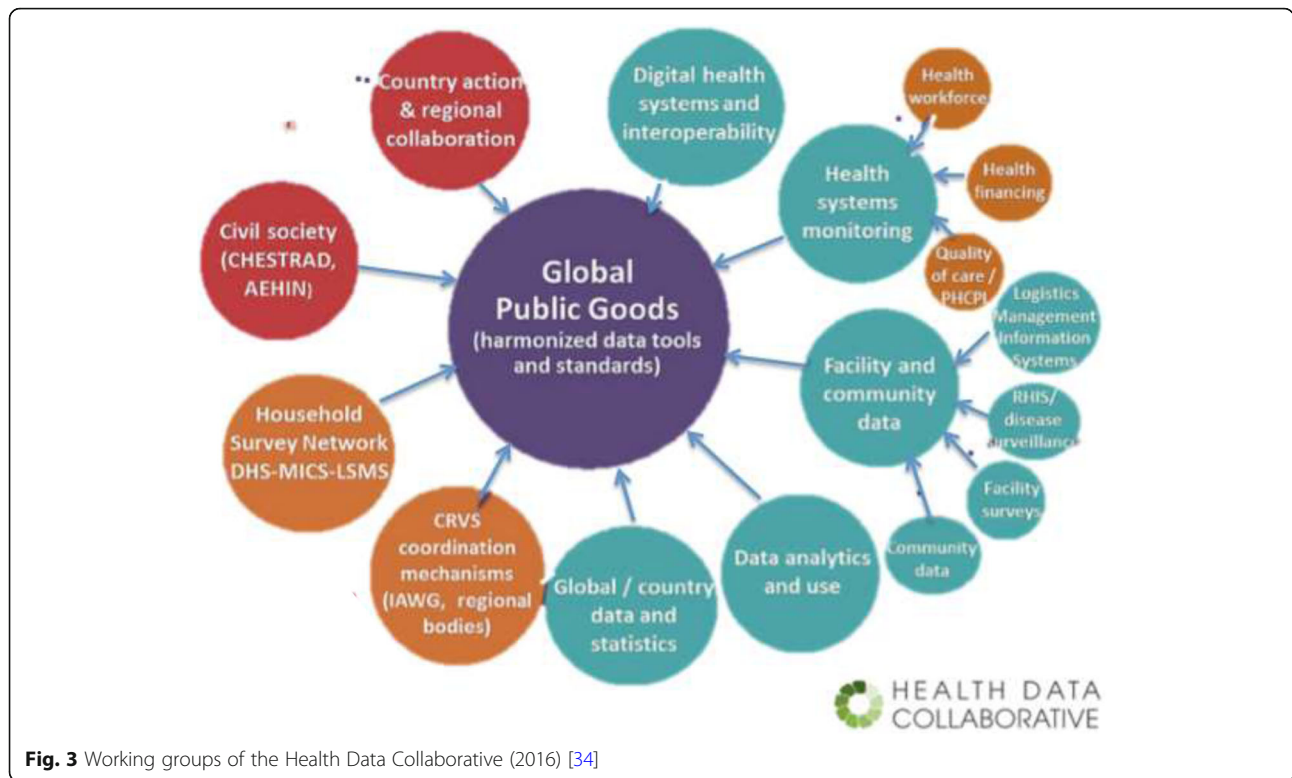 Country action
& regional
collaboration
Digital health
systems and
interoperability
Health
workforce
Health
financing
Quality
of care /
PHCPI
Health
systems
monitoring
Civil society
(CHESTRAD,
AEHIN)
Global
Public Goods
(harmonized data tools
and standards)
Logistics
Management
Information
Systems
Facility and
community
data
RHIS/
disease
surveillance
Facility
surveys
Community
data
Household
Survey Network
DHS-MICS-LSMS
CRVS
coordination
mechanisms
(IAWG, regional
bodies)
Global / country
data and
statistics
Data analytics
and use
HEALTH DATA
COLLABORATIVE
Fig. 3 Working groups of the Health Data Collaborative (2016) [34]